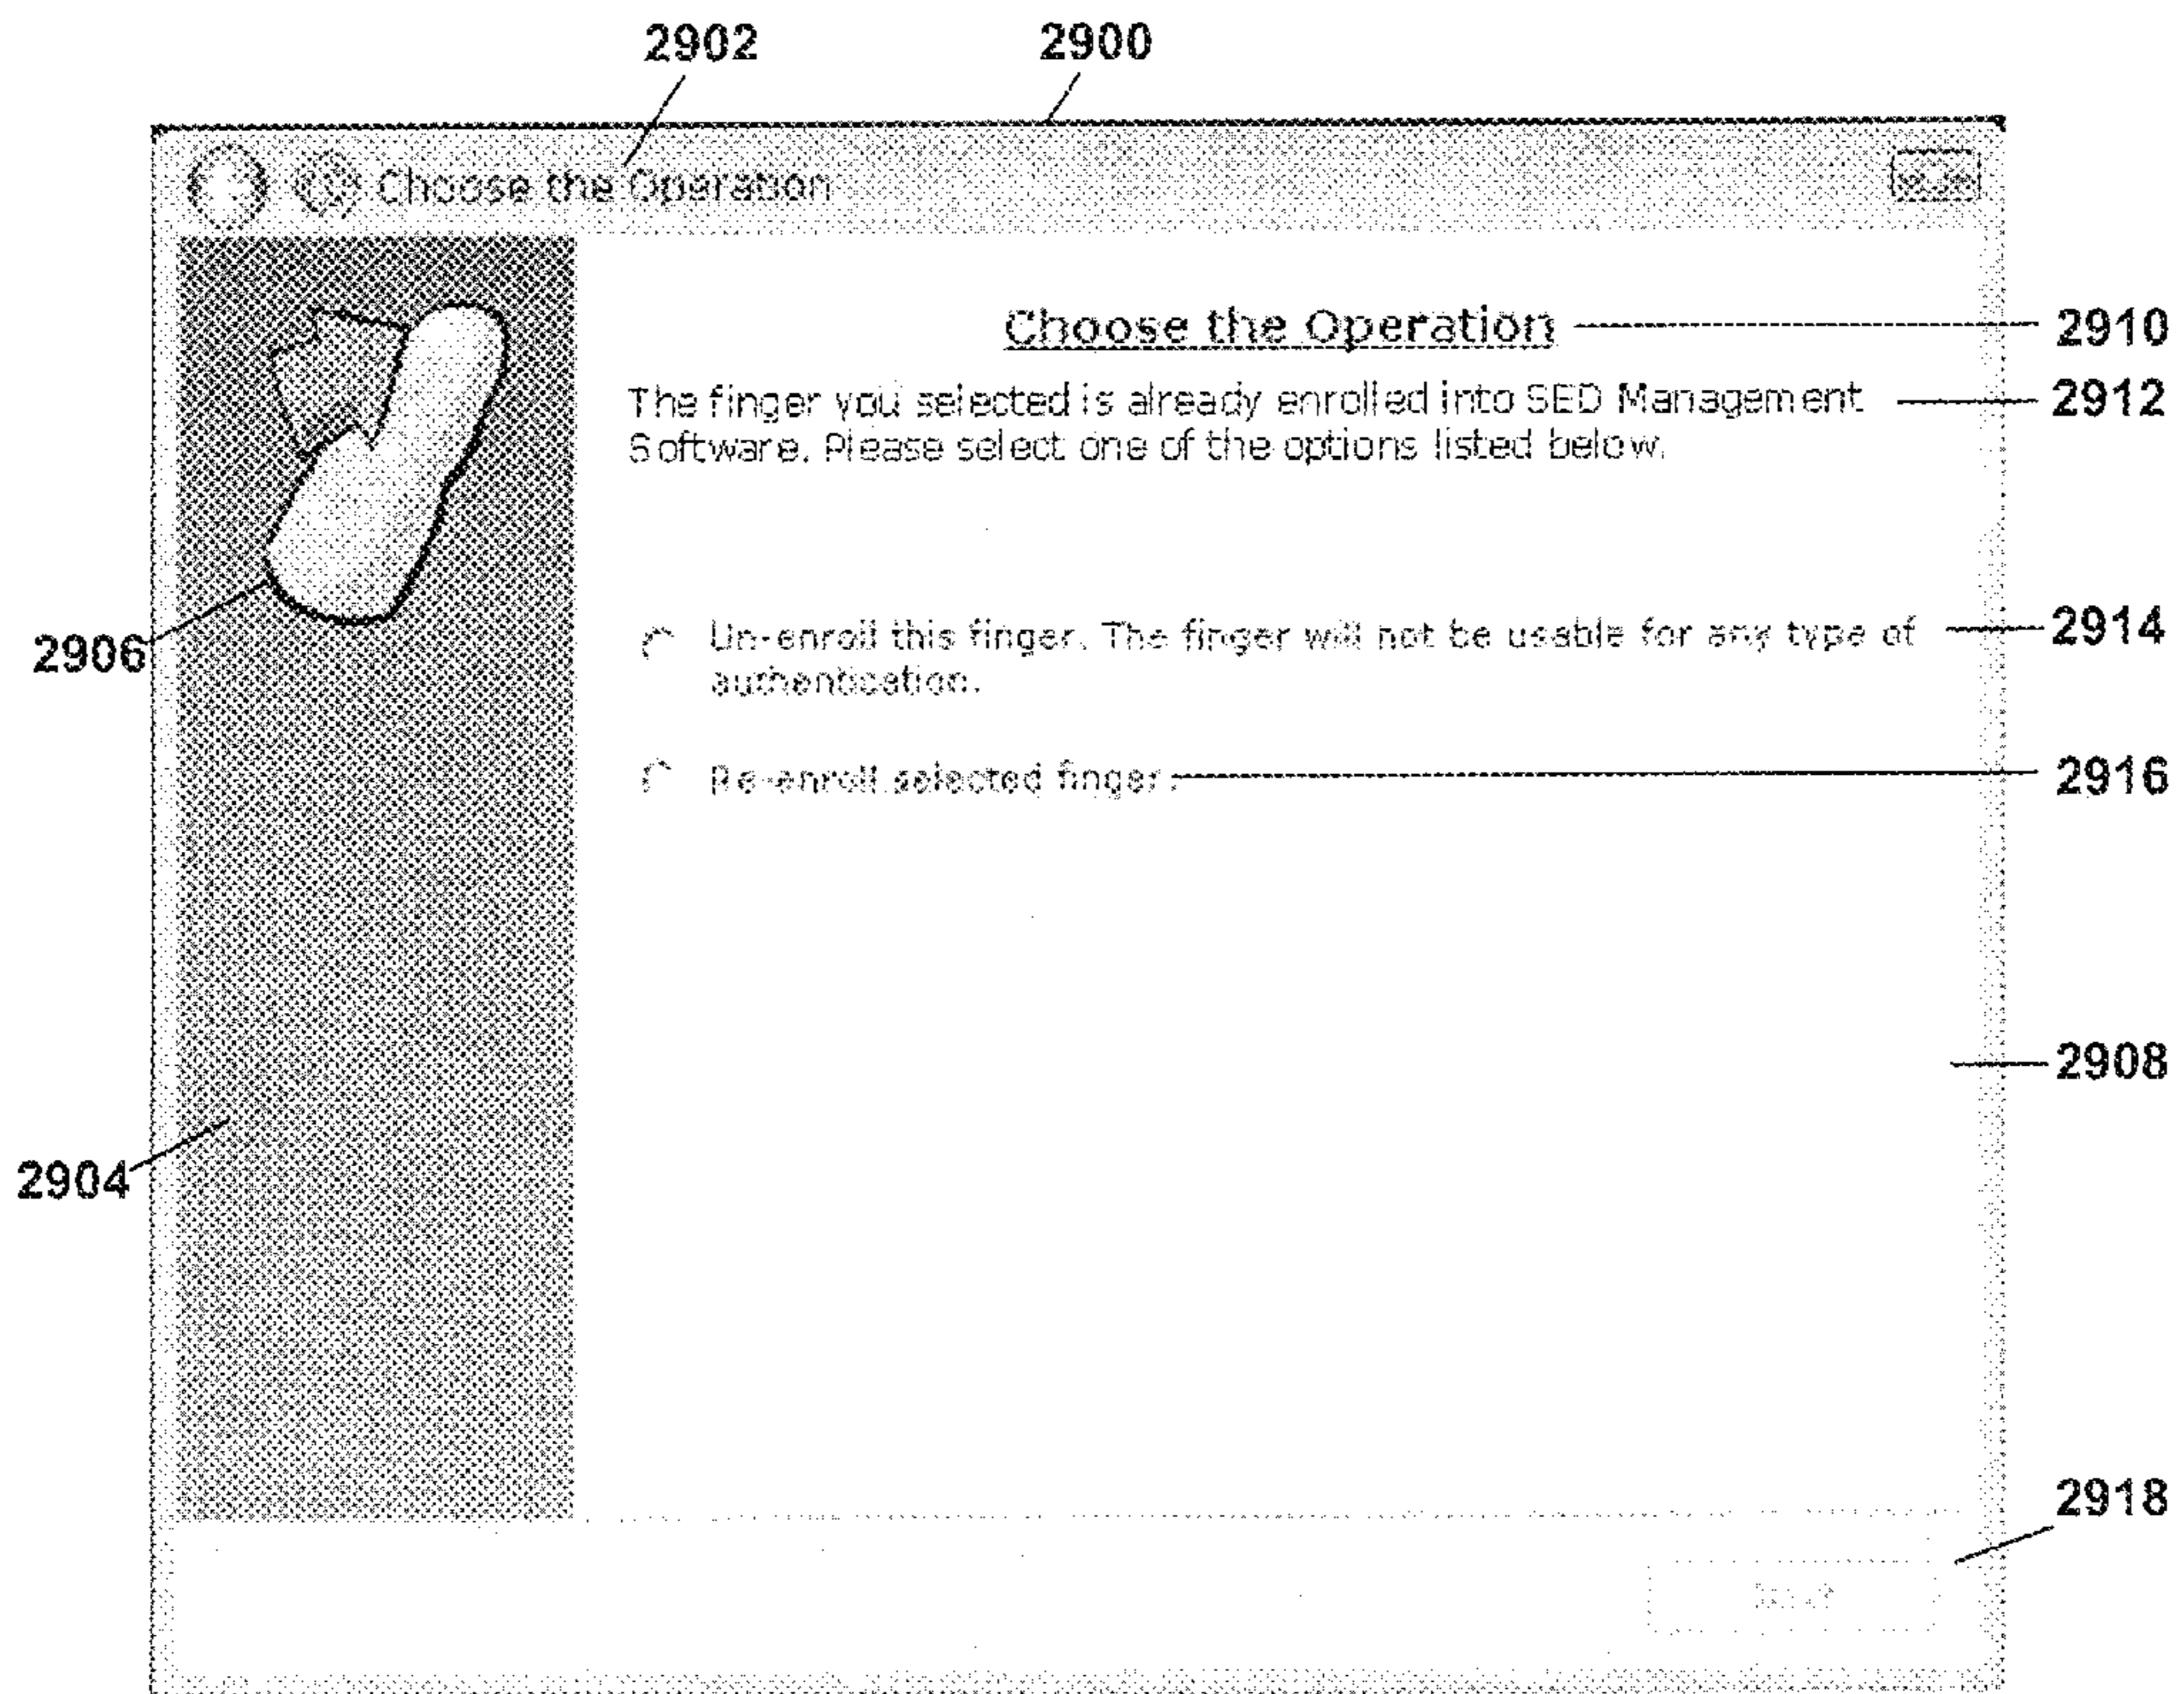 2902
2900
Choose the Operation
Choose the Operation
2910
The finger you selected is already enrolled into SED Management
2912
Software. Please select one of the options listed below.
Un-enroll this finger. The finger will not be usable for any type of
2914
authentication.
2906
Re-enroll selected finger.
2916
2908
2904
2918